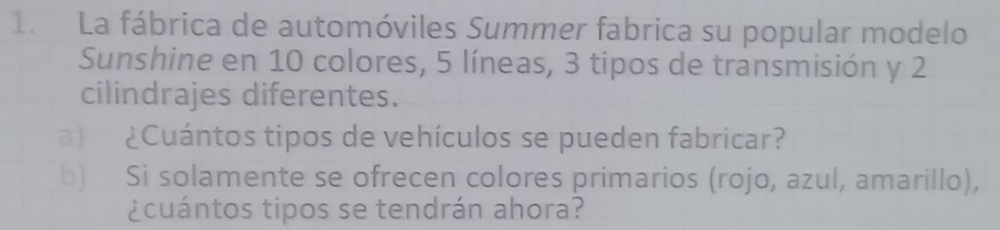 1. La fábrica de automóviles Summer fabrica su popular modelo
Sunshine en 10 colores, 5 líneas, 3 tipos de transmisión y 2
cilindrajes diferentes.
a) ¿Cuántos tipos de vehículos se pueden fabricar?
b) Si solamente se ofrecen colores primarios (rojo, azul, amarillo),
¿cuántos tipos se tendrán ahora?